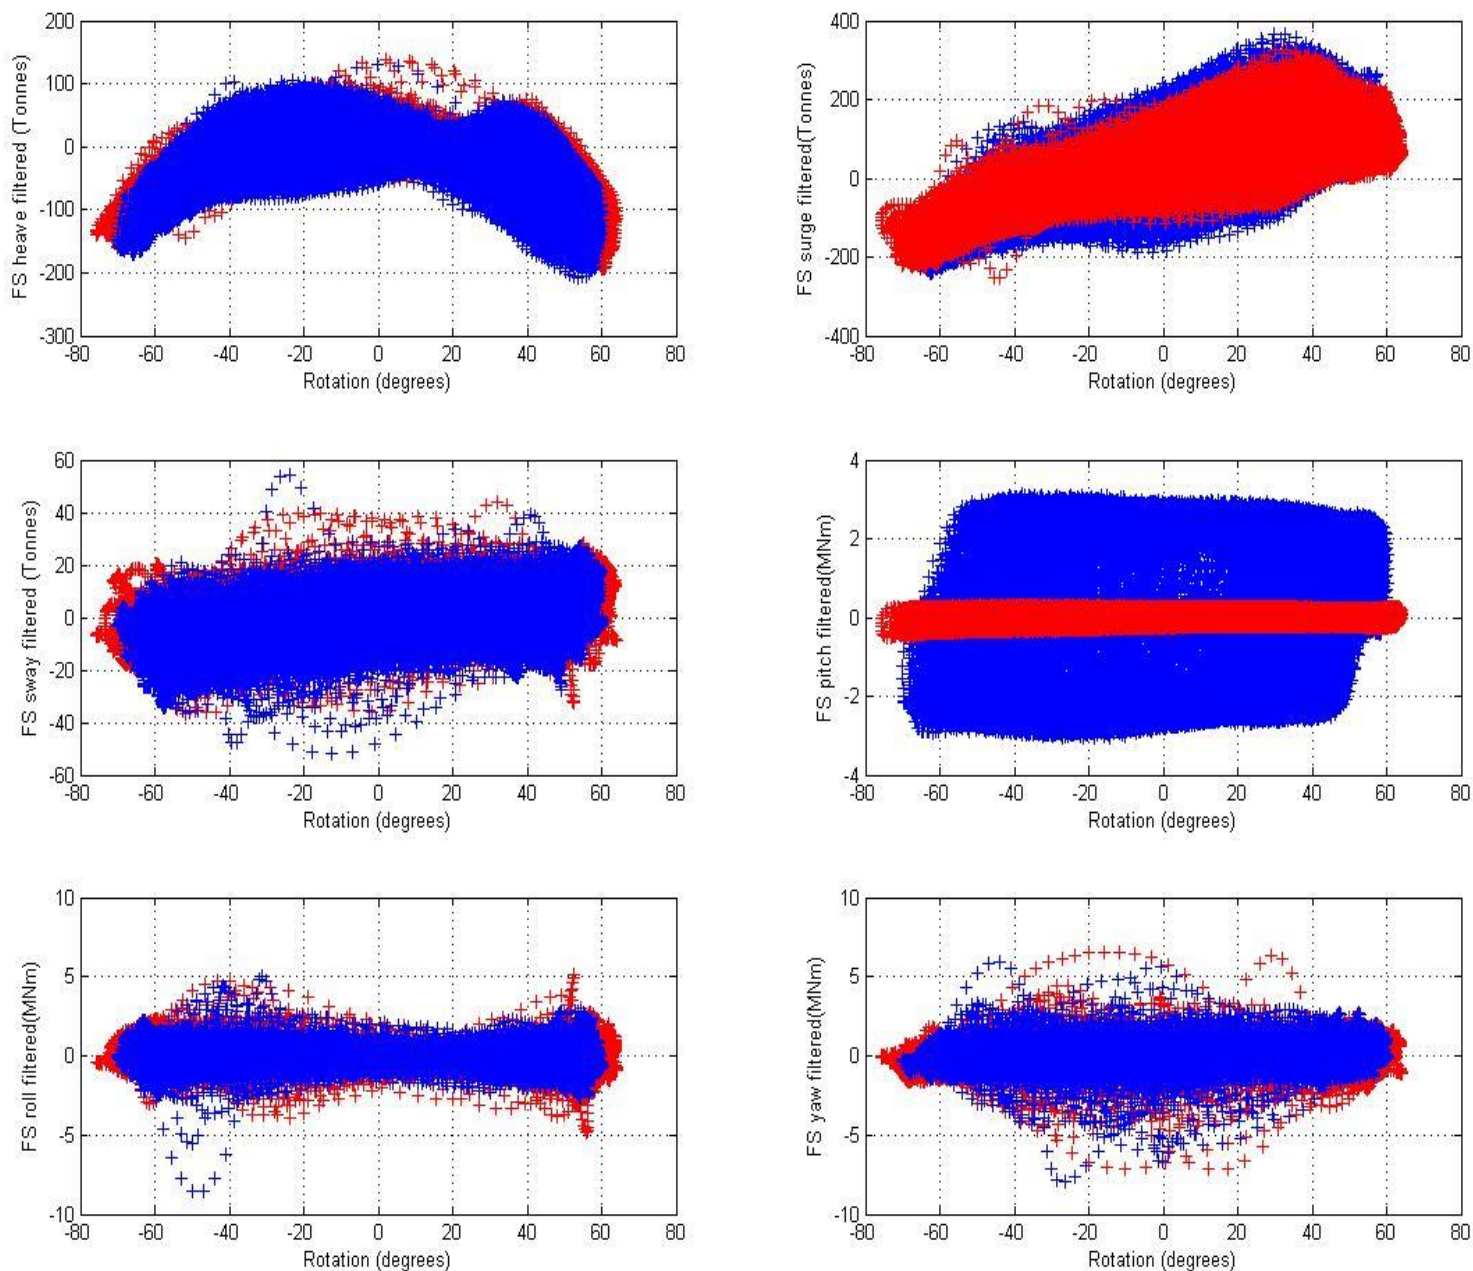 200
100
0
-100
-200
-300
FS heave filtered (Tonnes)
-80 -60 -40 -20 0 20 40 60 80
Rotation (degrees)
400
200
0
-200
-400
FS surge filtered(Tonnes)
-80 -60 -40 -20 0 20 40 60 80
Rotation (degrees)
60
40
20
0
-20
-40
-60
FS sway filtered (Tonnes)
-80 -60 -40 -20 0 20 40 60 80
Rotation (degrees)
4
2
0
-2
-4
FS pitch filtered(MNm)
-80 -60 -40 -20 0 20 40 60 80
Rotation (degrees)
10
5
0
-5
-10
FS roll filtered(MNm)
-80 -60 -40 -20 0 20 40 60 80
Rotation (degrees)
10
5
0
-5
-10
FS yaw filtered(MNm)
-80 -60 -40 -20 0 20 40 60 80
Rotation (degrees)